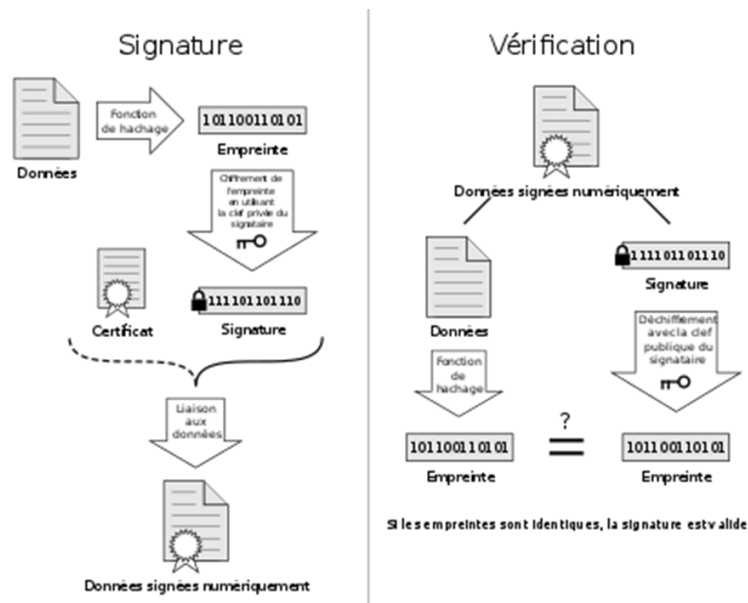 Signature
Fonction
de hachage
101100110101
Empreinte
Données
Chiffrement de
l'empreinte
en utilisant
la clef privée du
signataire
Certificat
111101101110
Signature
Liaison
aux
données
Données signées numériquement
Vérification
Données signées numériquement
Données
111101101110
Signature
Fonction
de
hachage
Déchiffrement
avec la clef
publique du
signataire
101100110101
Empreinte
?
=
101100110101
Empreinte
Si les empreintes sont identiques, la signature est valide